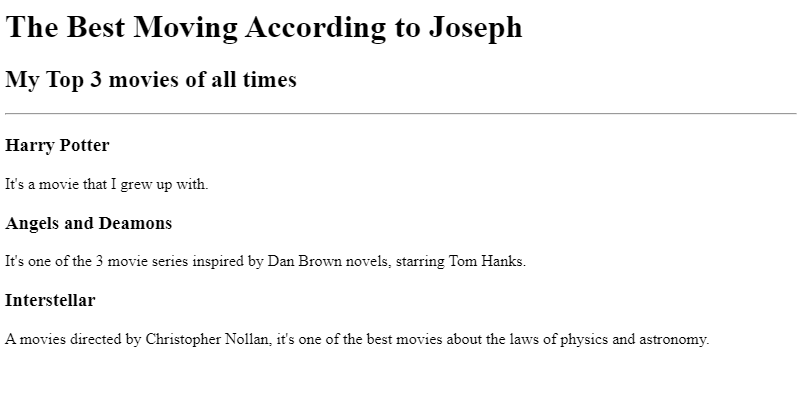 The Best Moving According to Joseph
My Top 3 movies of all times
Harry Potter
It's a movie that I grew up with.
Angels and Deamons
It's one of the 3 movie series inspired by Dan Brown novels, starring Tom Hanks.
Interstellar
A movies directed by Christopher Nollan, it's one of the best movies about the laws of physics and astronomy.